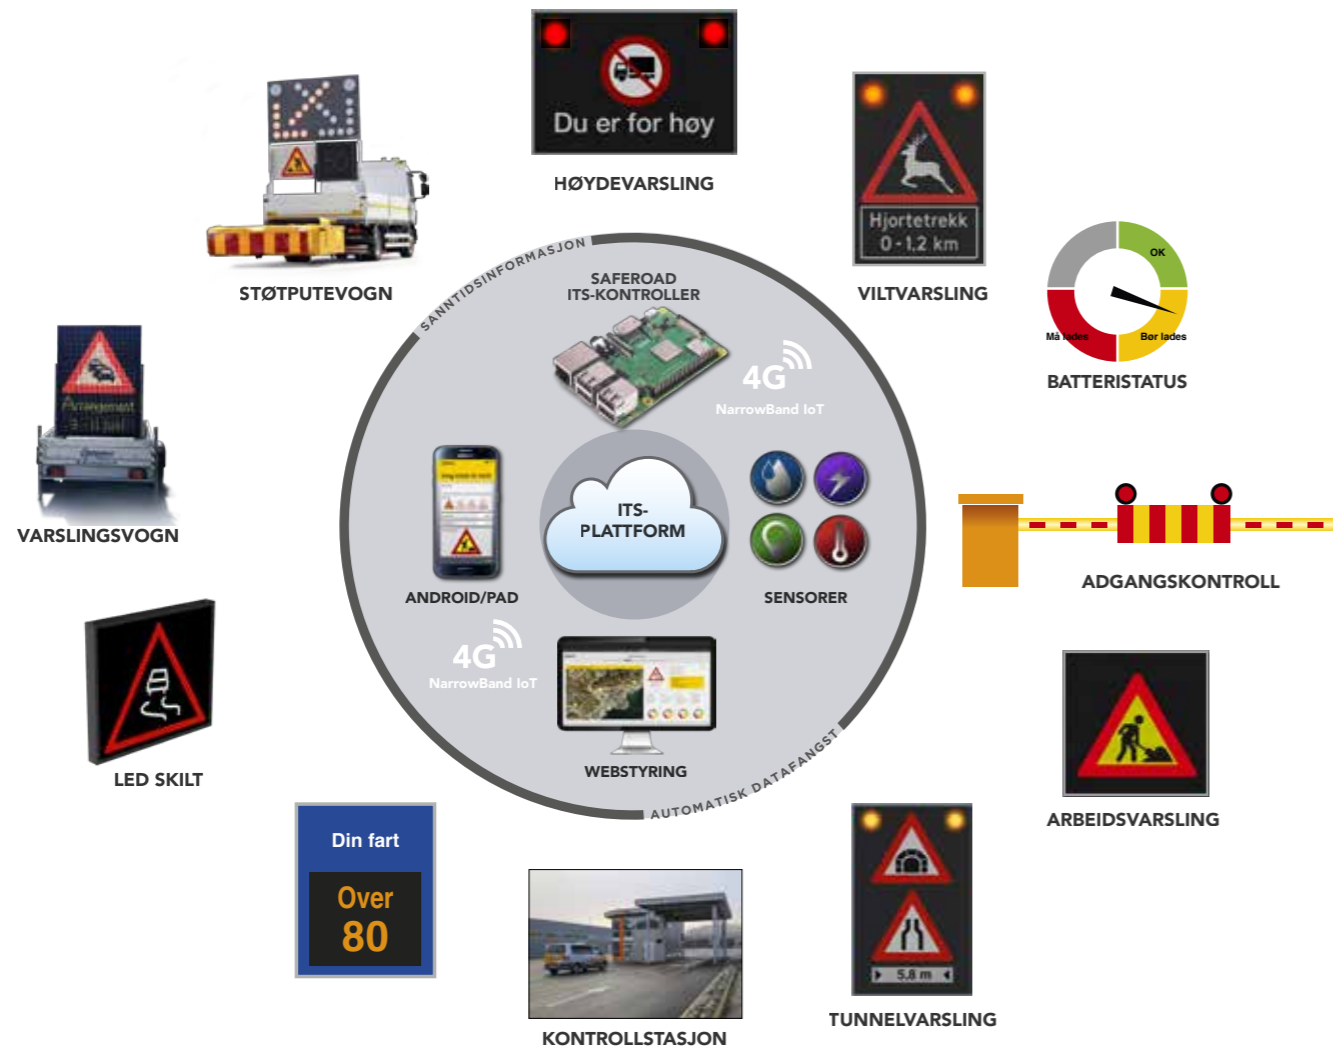 Du er for høy
HØYDEVARSLING
STØTPUTEVOGN
Hjortetrekk
0-1,2 km
VILTVARSLING
OK
Må lades
Bør lades
BATTERISTATUS
SANNTIDSINFORMASJON
SAFEROAD
ITS-KONTROLLER
4G
NarrowBand IoT
Arrangement
VARSLINGSVOGN
ITS-
PLATTFORM
ANDROID/PAD
SENSORER
ADGANGSKONTROLL
4G
NarrowBand IoT
WEBSTYRING
AUTOMATISK DATAFANGST
LED SKILT
ARBEIDSVARSLING
Din fart
Over
80
5,8 m
KONTROLLSTASJON
TUNNELVARSLING